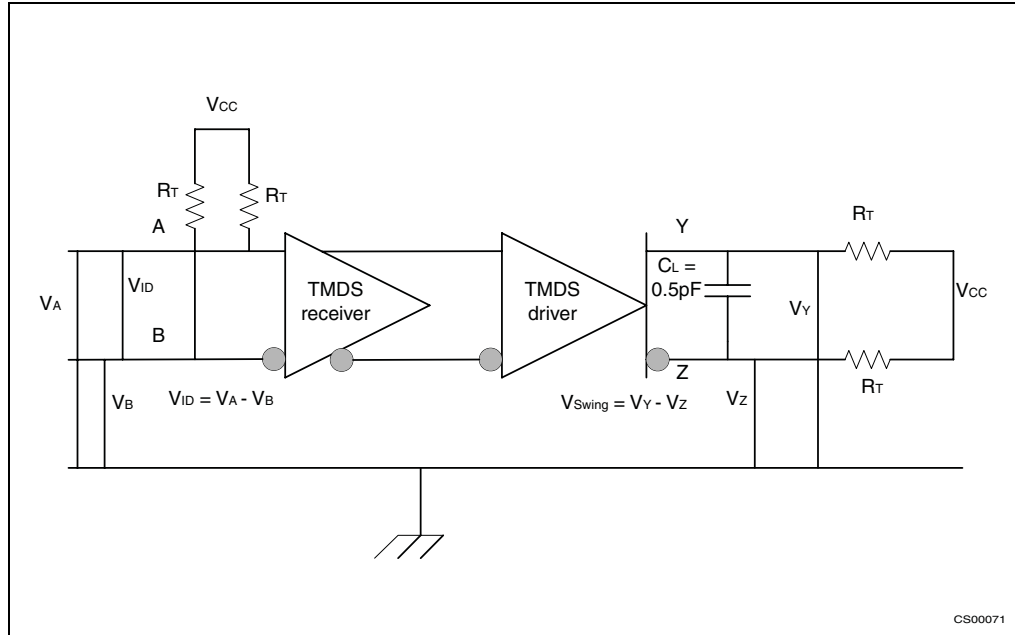 VCC
RT
RT
A
Y
RT
CL =
0.5pF
VID
TMDS
receiver
TMDS
driver
VCC
VA
VY
B
Z
RT
VB
VID = VA - VB
VSwing = VY - VZ
VZ
CS00071